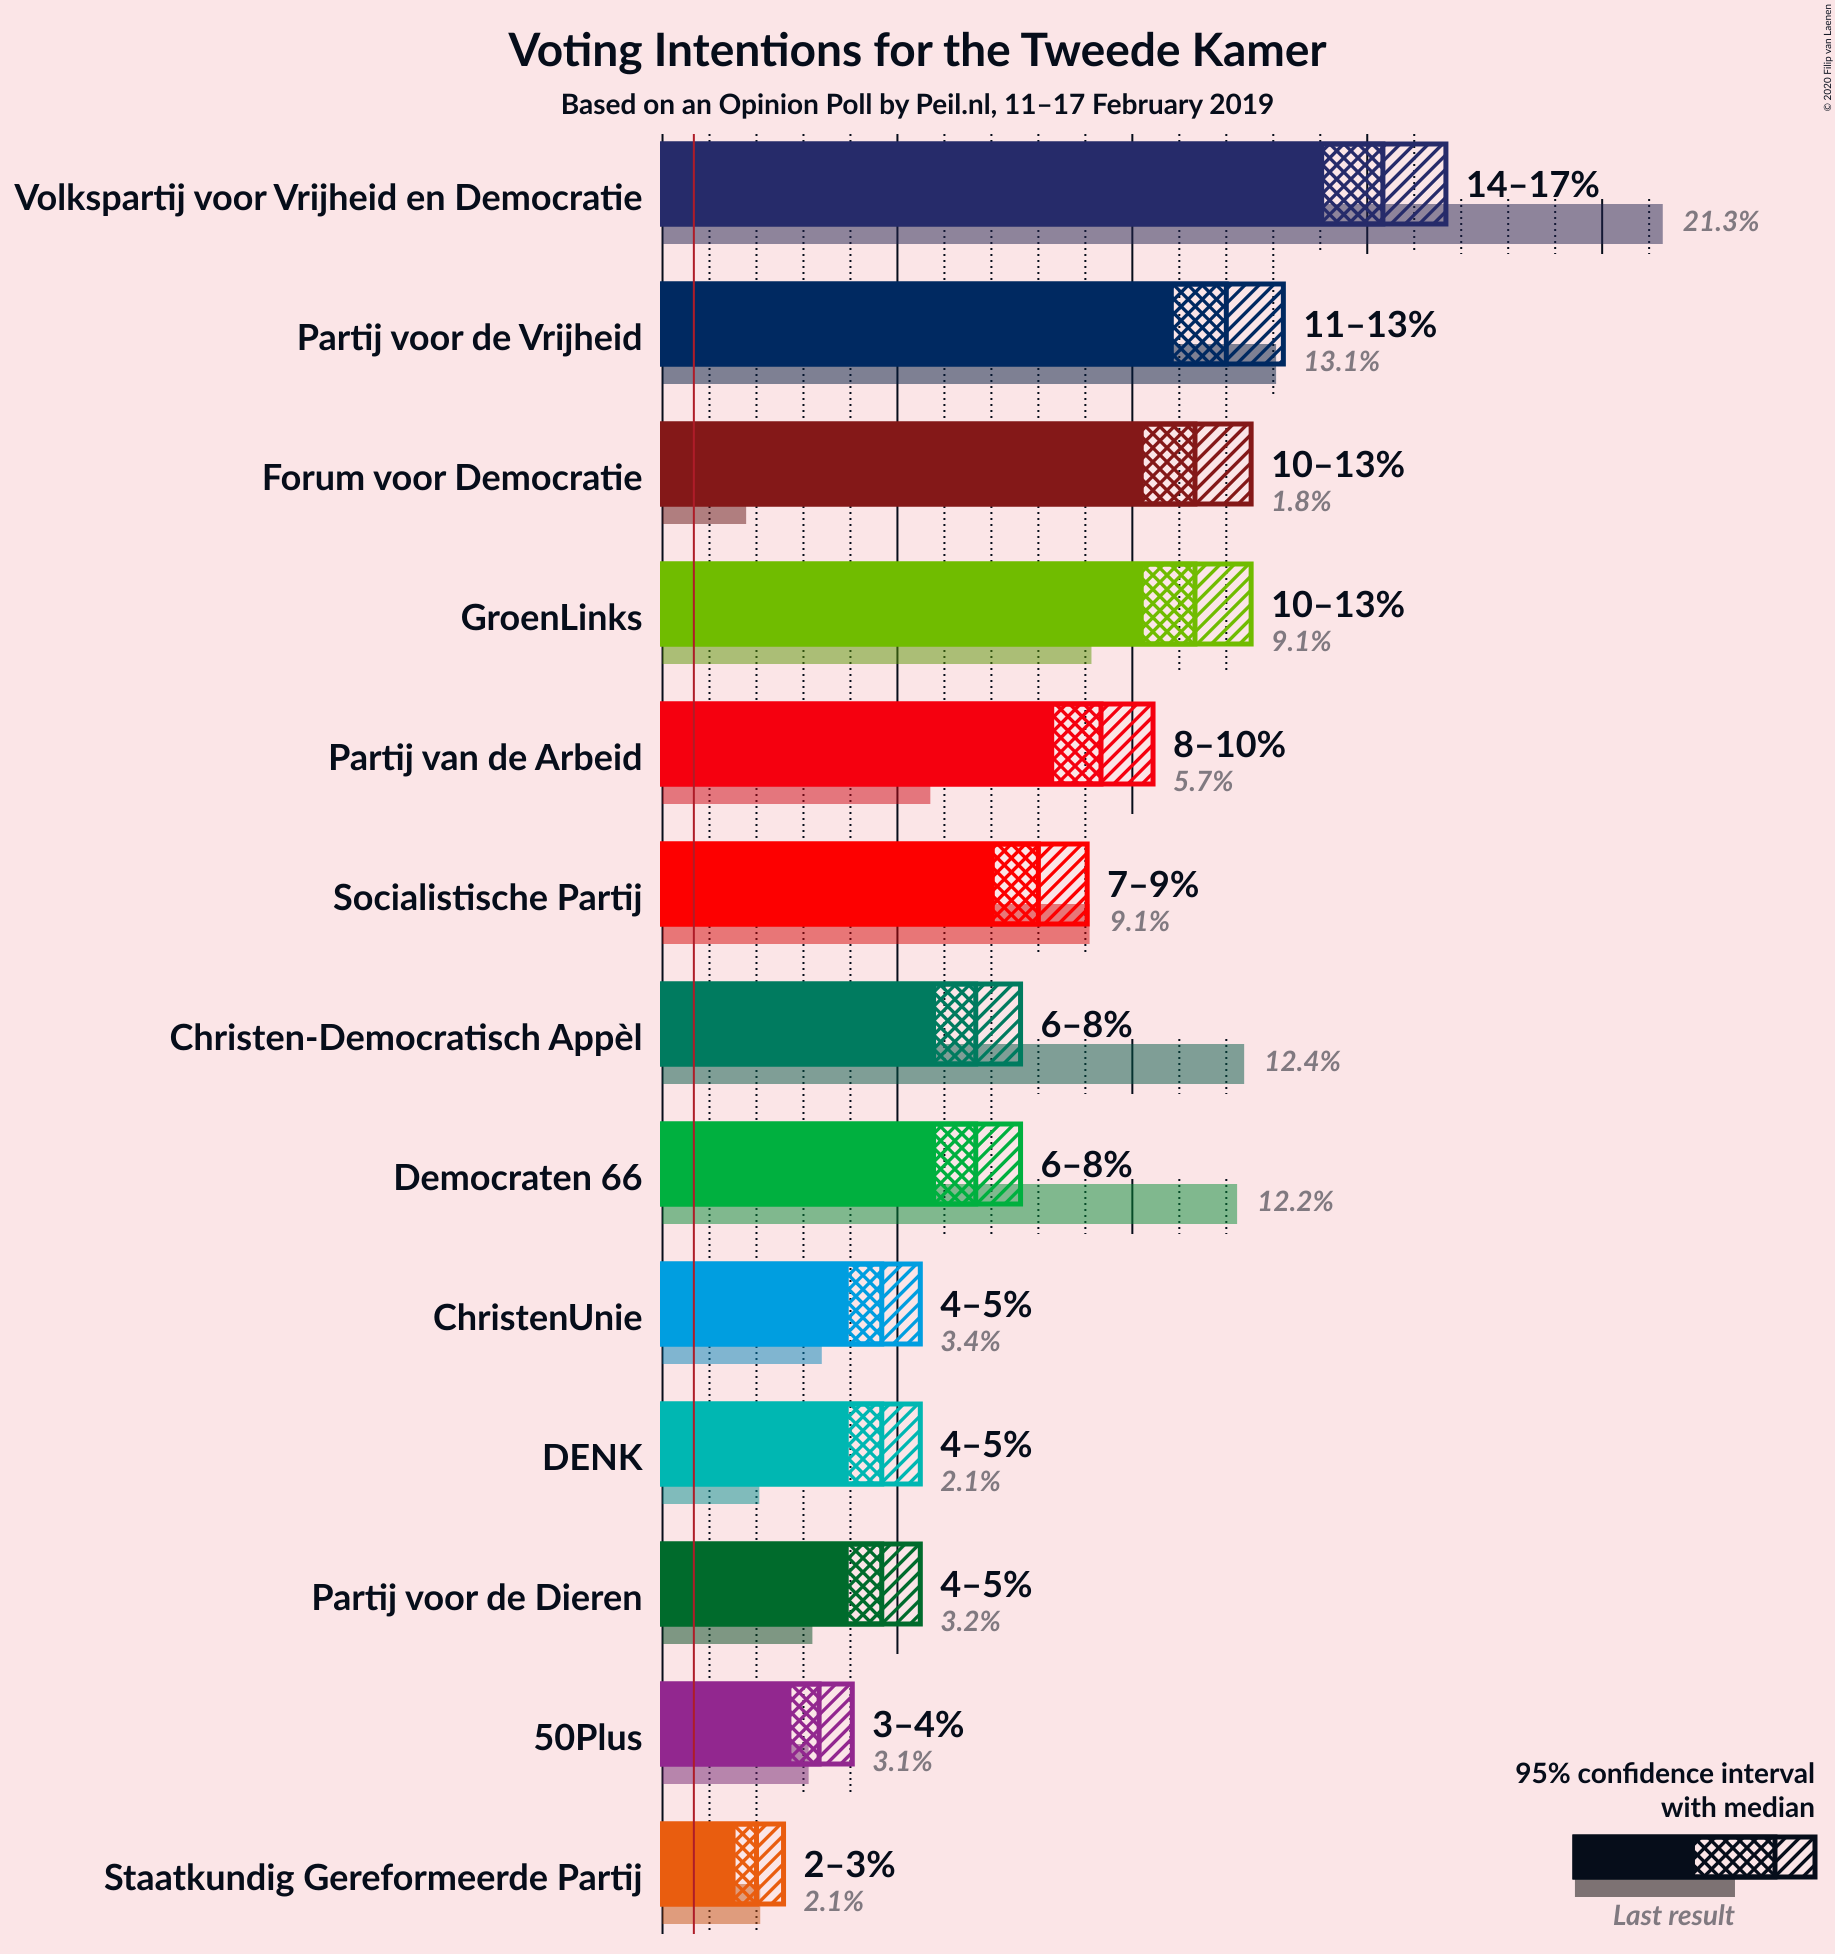 Voting Intentions for the Tweede Kamer
Based on an Opinion Poll by Peil.nl, 11–17 February 2019
© 2020 Filip van Laenen
Volkspartij voor Vrijheid en Democratie
14–17%
21.3%
Partij voor de Vrijheid
11–13%
13.1%
Forum voor Democratie
10–13%
1.8%
GroenLinks
10–13%
9.1%
Partij van de Arbeid
8–10%
5.7%
Socialistische Partij
7–9%
9.1%
Christen-Democratisch Appèl
6–8%
12.4%
Democraten 66
6–8%
12.2%
ChristenUnie
4–5%
3.4%
DENK
4–5%
2.1%
Partij voor de Dieren
4–5%
3.2%
50Plus
3–4%
3.1%
Staatkundig Gereformeerde Partij
2–3%
2.1%
95% confidence interval
with median
Last result